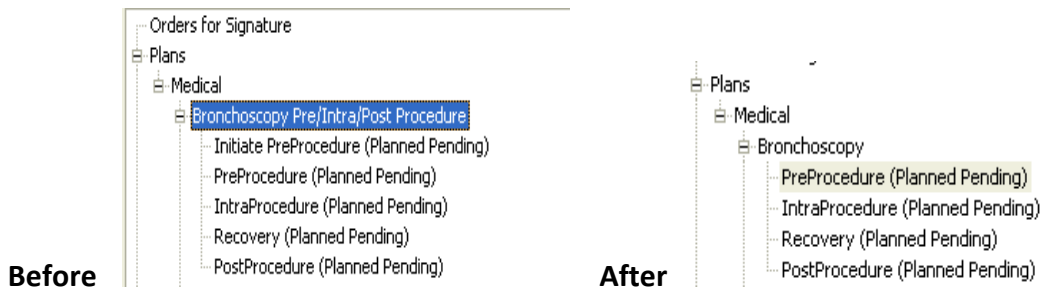 Orders for Signature
Plans
Medical
Bronchoscopy Pre/Intra/Post Procedure
Initiate PreProcedure (Planned Pending)
PreProcedure (Planned Pending)
IntraProcedure (Planned Pending)
Recovery (Planned Pending)
PostProcedure (Planned Pending)
Before
Plans
Medical
Bronchoscopy
PreProcedure (Planned Pending)
IntraProcedure (Planned Pending)
Recovery (Planned Pending)
PostProcedure (Planned Pending)
After